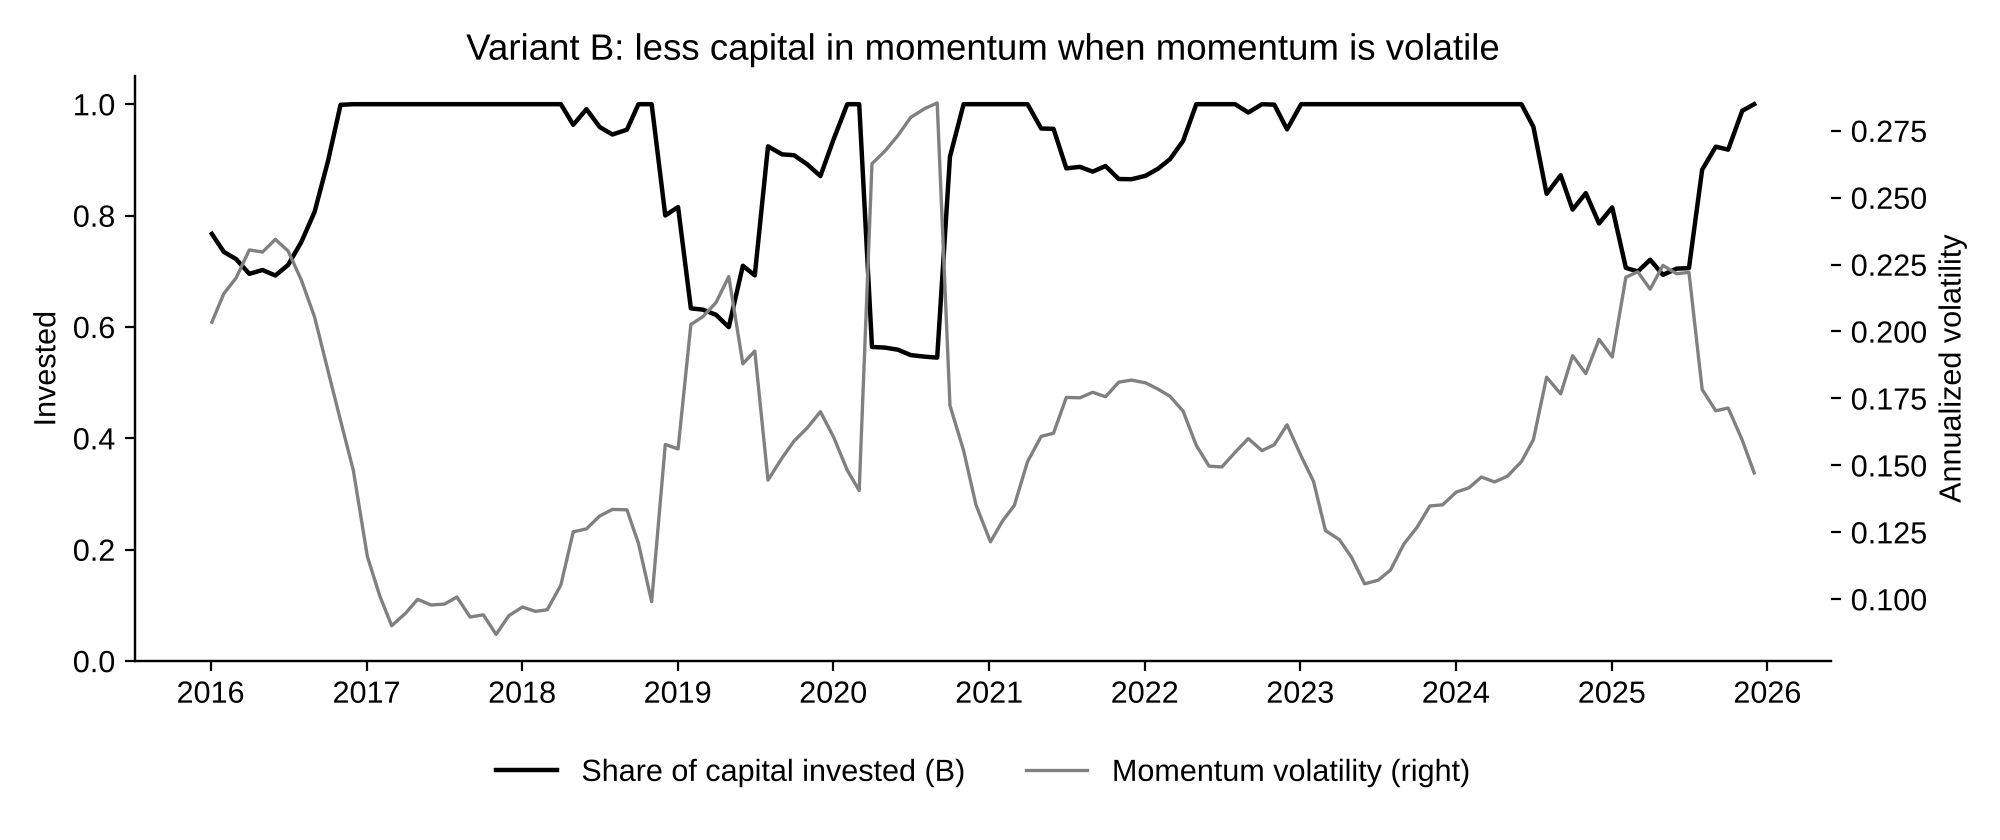 Variant B: less capital in momentum when momentum is volatile
Invested
1.0
0.8
0.6
0.4
0.2
0.0
0.275
0.250
0.225
0.200
0.175
0.150
0.125
0.100
Annualized volatility
2016 2017 2018 2019 2020 2021 2022 2023 2024 2025 2026
Share of capital invested (B) Momentum volatility (right)